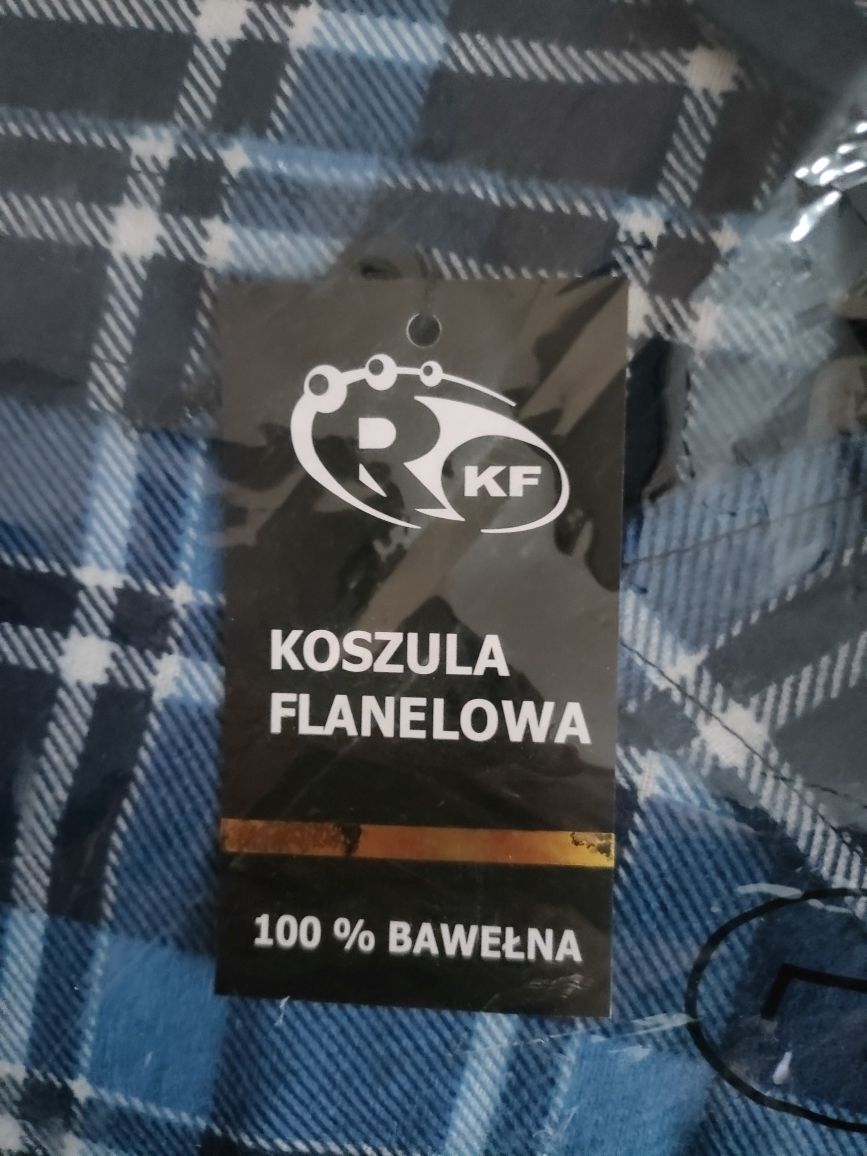 R KF
KOSZULA
FLANELOWA
100 % BAWEŁNA